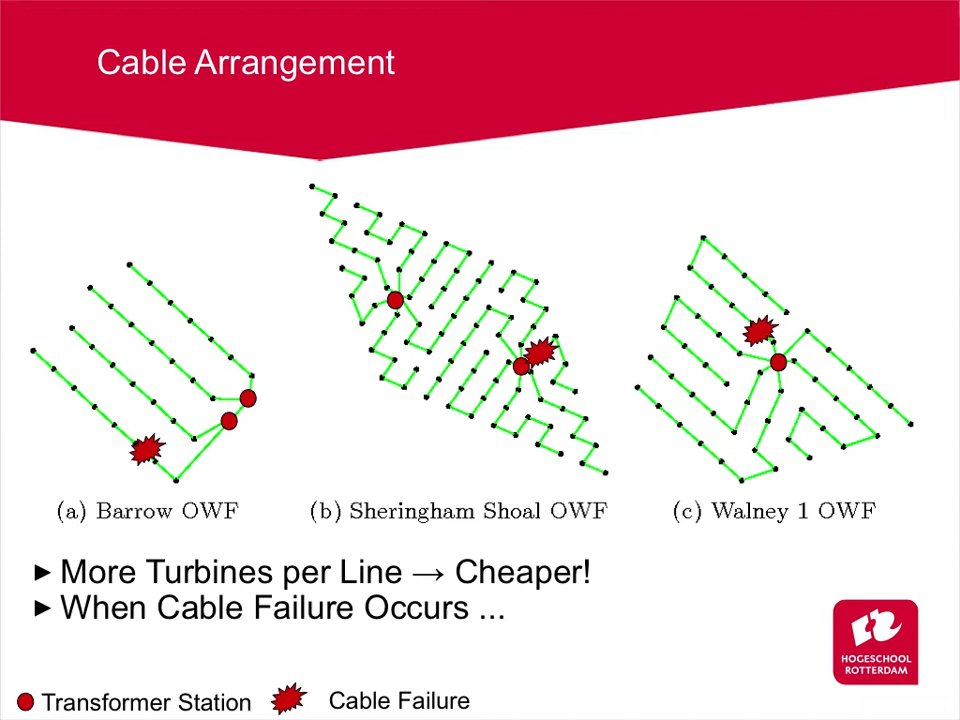 Cable Arrangement
(a) Barrow OWF
(b) Sheringham Shoal OWF
(c) Walney 1 OWF
► More Turbines per Line → Cheaper!
► When Cable Failure Occurs ...
HOGESCHOOL
ROTTERDAM
Transformer Station
Cable Failure